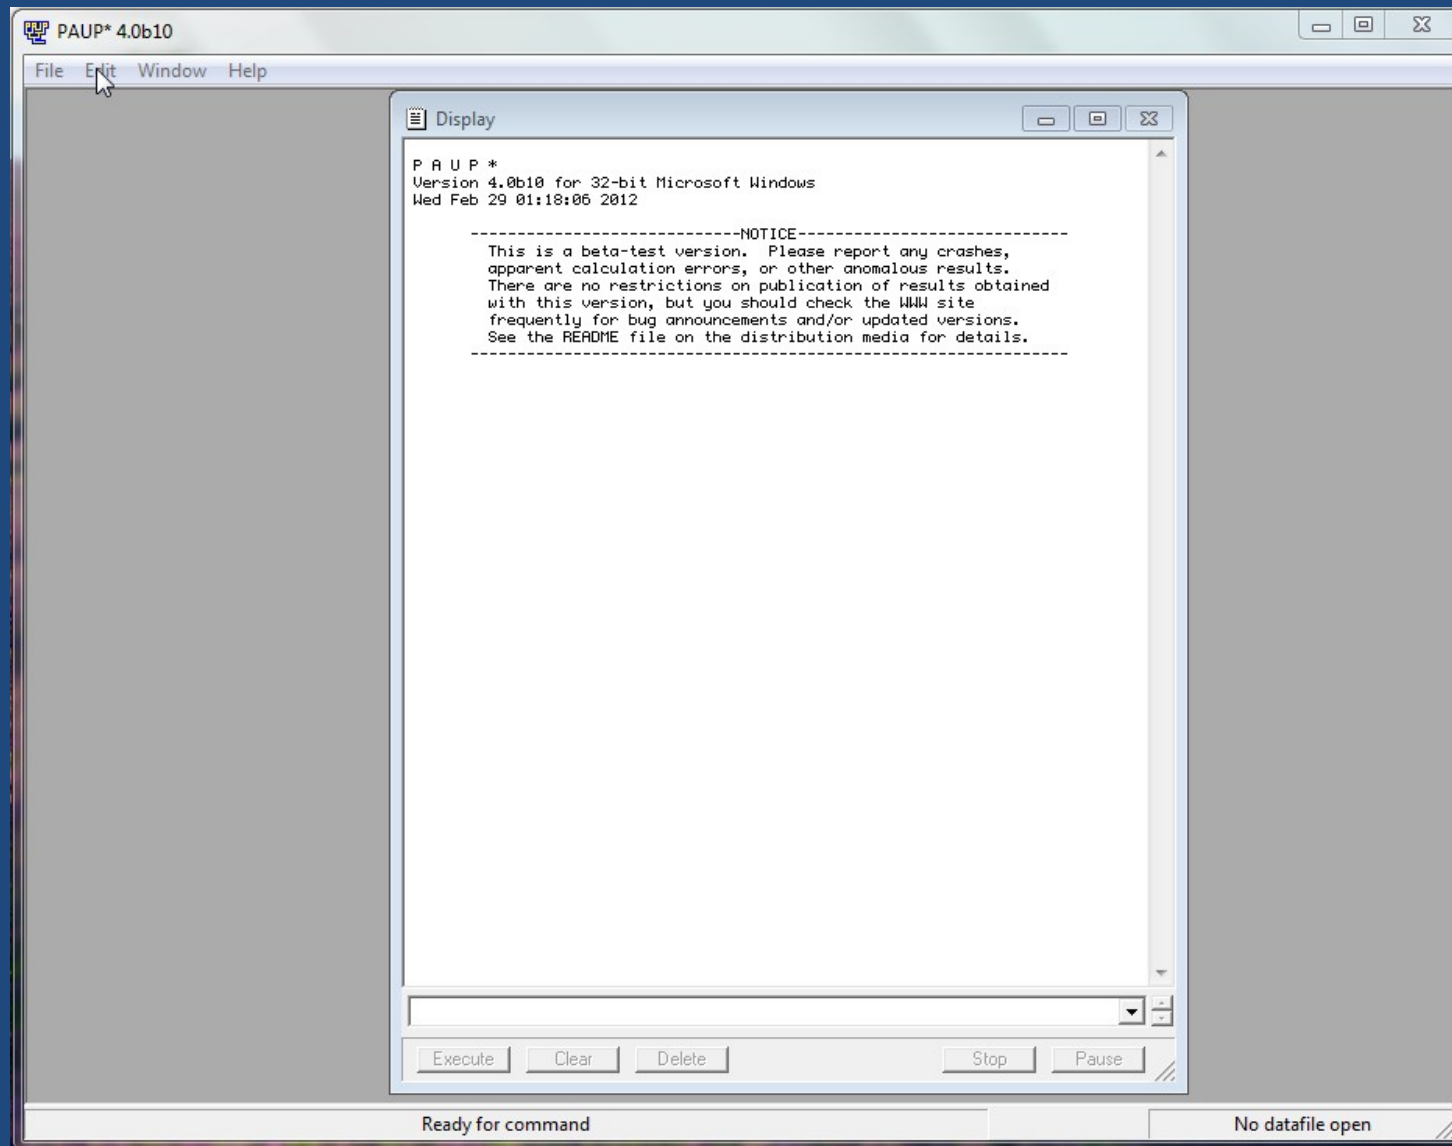 PAUP* 4.0b10
File Edit Window Help
Display
P A U P *
Version 4.0b10 for 32-bit Microsoft Windows
Wed Feb 29 01:18:06 2012
-----------------------------NOTICE-----------------------------
This is a beta-test version.  Please report any crashes,
apparent calculation errors, or other anomalous results.
There are no restrictions on publication of results obtained
with this version, but you should check the WWW site
frequently for bug announcements and/or updated versions.
See the README file on the distribution media for details.
----------------------------------------------------------------
Execute Clear Delete Stop Pause
Ready for command No datafile open